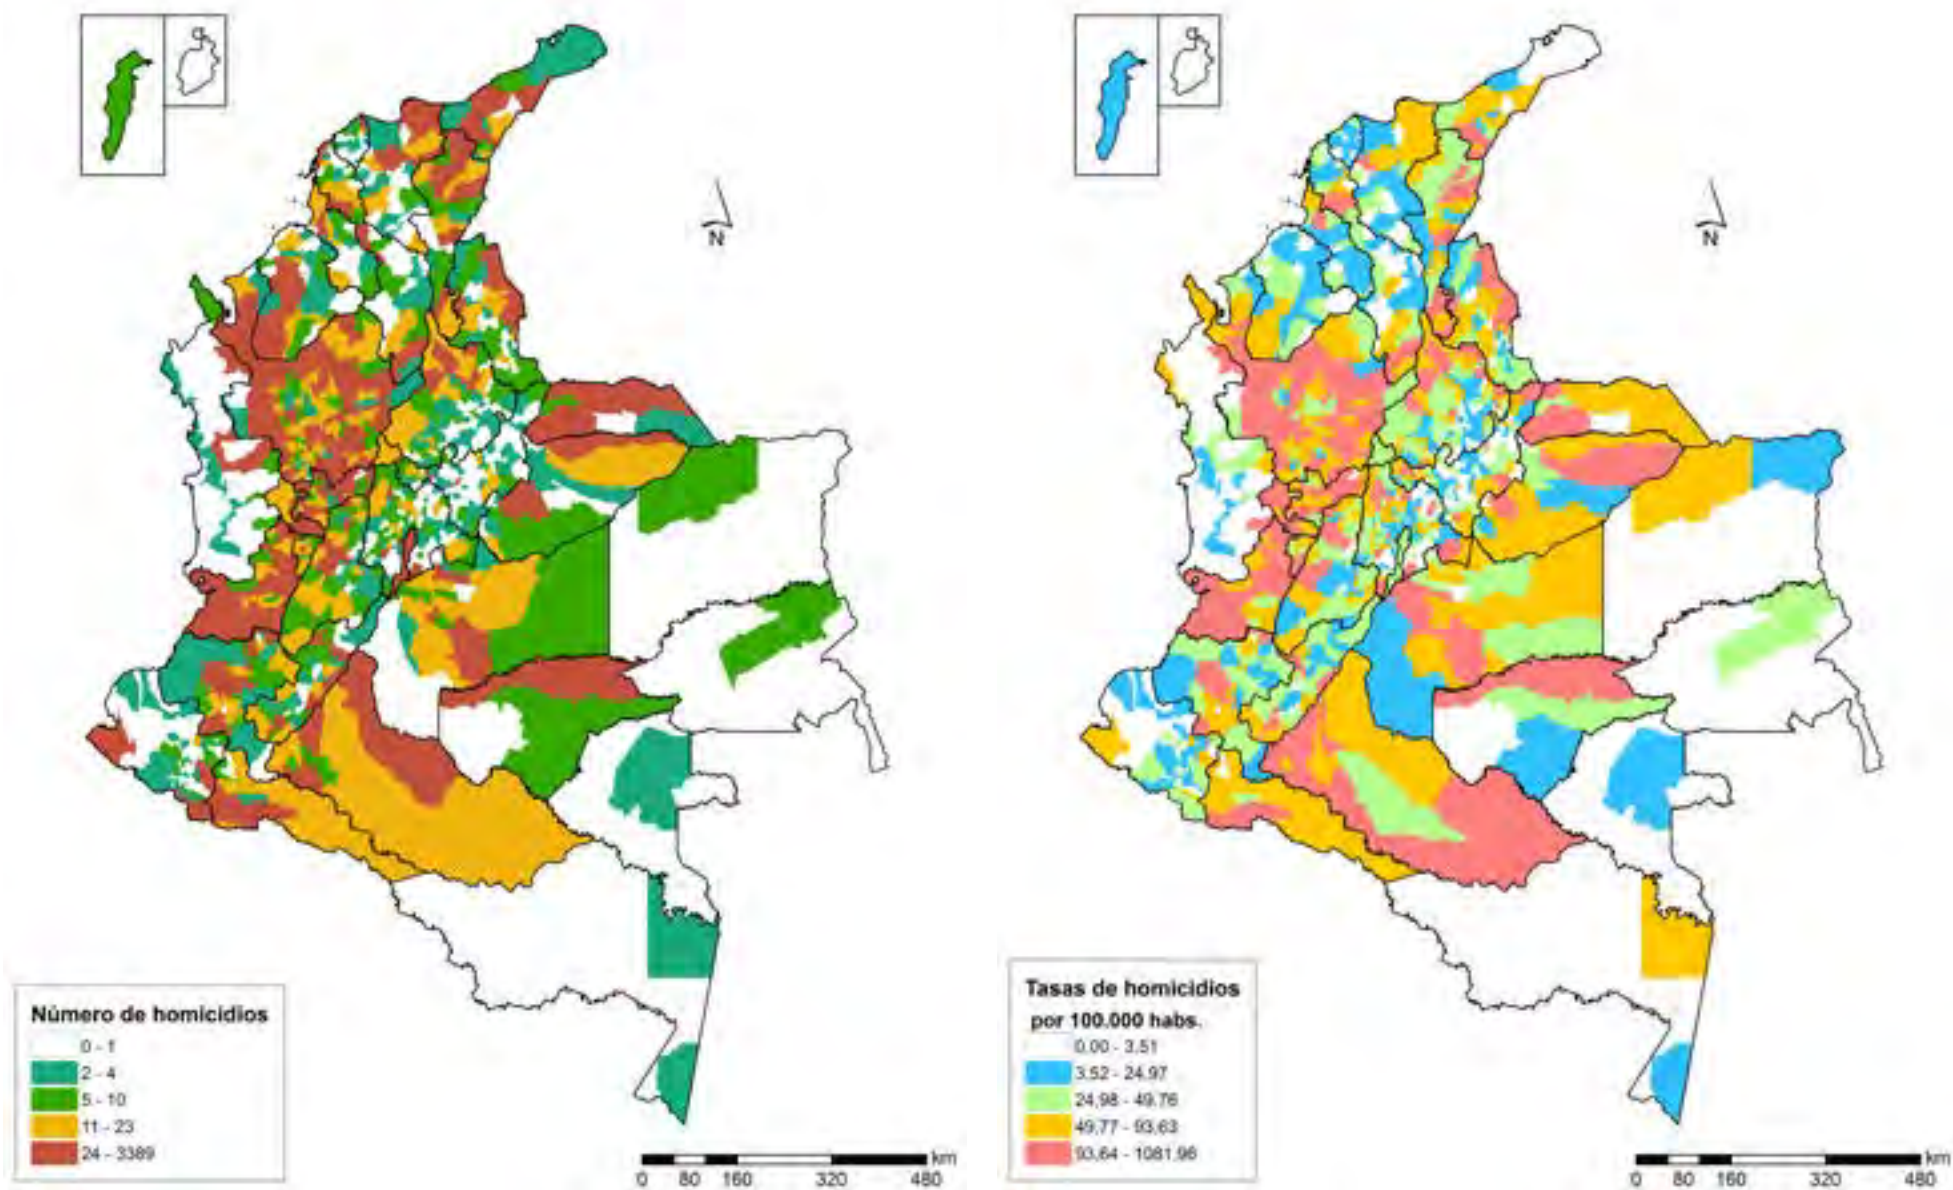 N
N
Número de homicidios
0 - 1
2 - 4
5 - 10
11 - 23
24 - 3389
km
0 80 160 320 480
Tasas de homicidios
por 100.000 habs.
0,00 - 3,51
3,52 - 24,97
24,98 - 49,76
49,77 - 93,63
93,64 - 1081,96
km
0 80 160 320 480